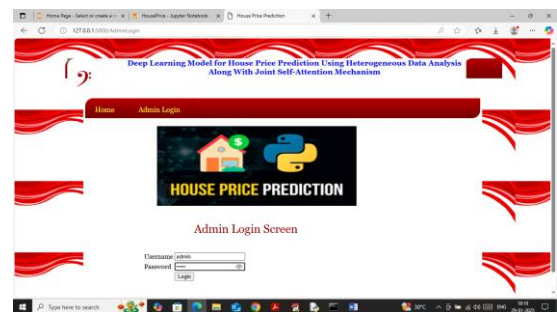 Home Page - Select or create a n
HousePrice - Jupyter Notebook
House Price Prediction
127.0.0.1:5000/AdminLogin
Deep Learning Model for House Price Prediction Using Heterogeneous Data Analysis
Along With Joint Self-Attention Mechanism
Home Admin Login
HOUSE PRICE PREDICTION
Admin Login Screen
Username admin
Password •••••
Login
Type here to search
30°C
ENG